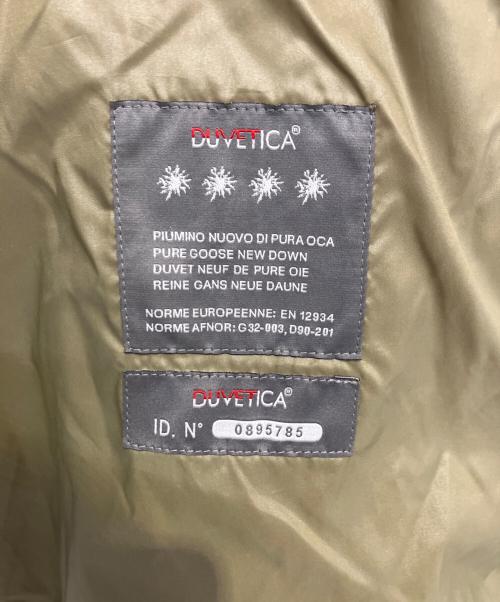 DUVETICA®
PIUMINO NUOVO DI PURA OCA
PURE GOOSE NEW DOWN
DUVET NEUF DE PURE OIE
REINE GANS NEUE DAUNE
NORME EUROPEENNE: EN 12934
NORME AFNOR: G32-003, D90-201
DUVETICA®
ID. N° 0895785